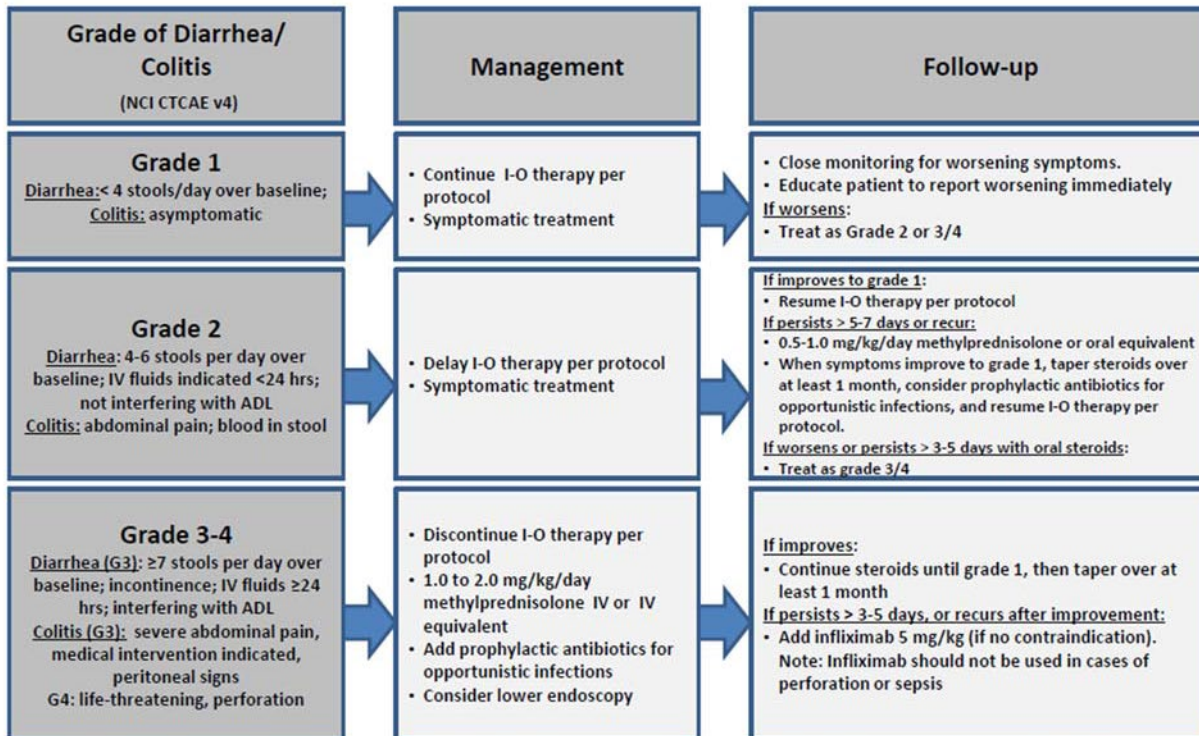 Grade of Diarrhea/
Colitis
(NCI CTCAE v4)
Management
Follow-up
Grade 1
Diarrhea:< 4 stools/day over baseline;
Colitis: asymptomatic
• Continue I-O therapy per
protocol
• Symptomatic treatment
• Close monitoring for worsening symptoms.
• Educate patient to report worsening immediately
If worsens:
• Treat as Grade 2 or 3/4
Grade 2
Diarrhea: 4-6 stools per day over
baseline; IV fluids indicated <24 hrs;
not interfering with ADL
Colitis: abdominal pain; blood in stool
• Delay I-O therapy per protocol
• Symptomatic treatment
If improves to grade 1:
• Resume I-O therapy per protocol
If persists > 5-7 days or recur:
• 0.5-1.0 mg/kg/day methylprednisolone or oral equivalent
• When symptoms improve to grade 1, taper steroids over
at least 1 month, consider prophylactic antibiotics for
opportunistic infections, and resume I-O therapy per
protocol.
If worsens or persists > 3-5 days with oral steroids:
• Treat as grade 3/4
Grade 3-4
Diarrhea (G3): ≥7 stools per day over
baseline; incontinence; IV fluids ≥24
hrs; interfering with ADL
Colitis (G3): severe abdominal pain,
medical intervention indicated,
peritoneal signs
G4: life-threatening, perforation
• Discontinue I-O therapy per
protocol
• 1.0 to 2.0 mg/kg/day
methylprednisolone IV or IV
equivalent
• Add prophylactic antibiotics for
opportunistic infections
• Consider lower endoscopy
If improves:
• Continue steroids until grade 1, then taper over at
least 1 month
If persists > 3-5 days, or recurs after improvement:
• Add infliximab 5 mg/kg (if no contraindication).
Note: Infliximab should not be used in cases of
perforation or sepsis